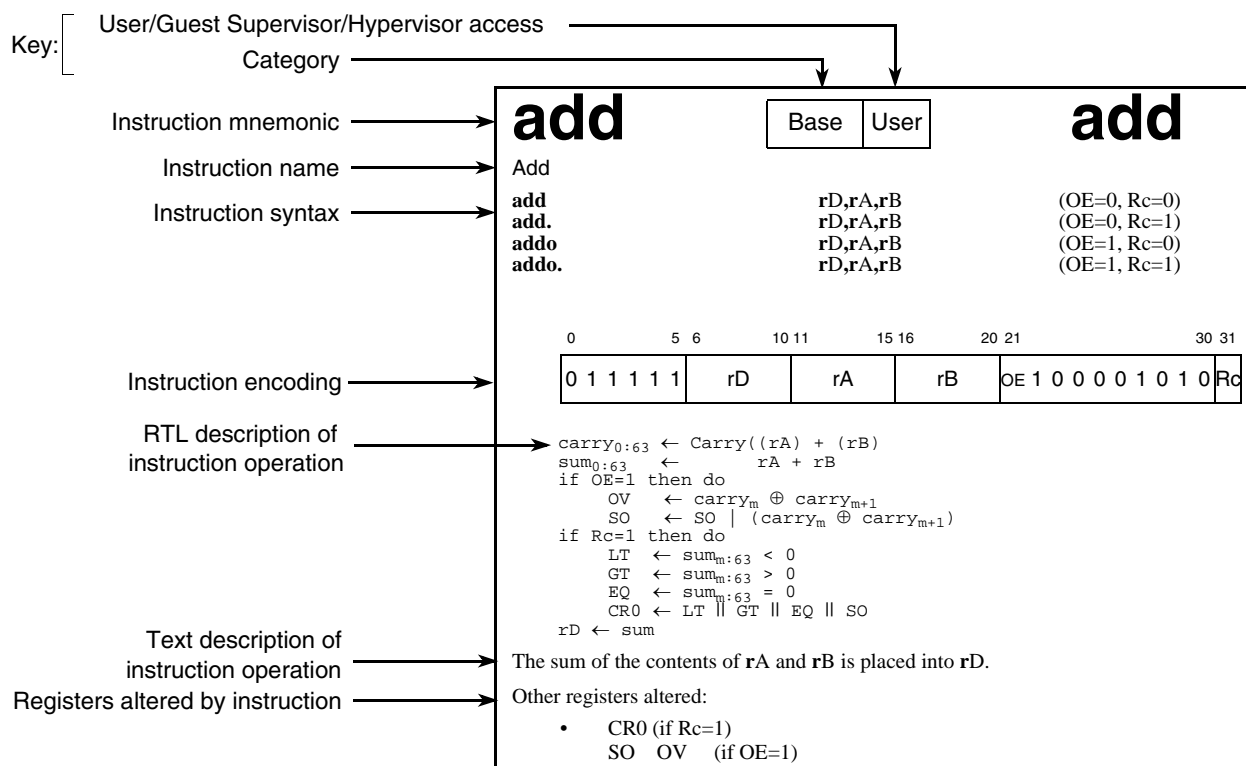 Key:
User/Guest Supervisor/Hypervisor access
Category
Instruction mnemonic
add Base User add
Instruction name
Add
Instruction syntax
add rD,rA,rB (OE=0, Rc=0)
add. rD,rA,rB (OE=0, Rc=1)
addo rD,rA,rB (OE=1, Rc=0)
addo. rD,rA,rB (OE=1, Rc=1)
0 5 6 10 11 15 16 20 21 30 31
Instruction encoding
0 1 1 1 1 1 rD rA rB OE 1 0 0 0 0 1 0 1 0 Rc
RTL description of
instruction operation
carry0:63 ← Carry((rA) + (rB)
sum0:63 ← rA + rB
if OE=1 then do
OV ← carrym ⊕ carrym+1
SO ← SO | (carrym ⊕ carrym+1)
if Rc=1 then do
LT ← summ:63 < 0
GT ← summ:63 > 0
EQ ← summ:63 = 0
CR0 ← LT || GT || EQ || SO
rD ← sum
Text description of
instruction operation
The sum of the contents of rA and rB is placed into rD.
Registers altered by instruction
Other registers altered:
• CR0 (if Rc=1)
SO OV (if OE=1)